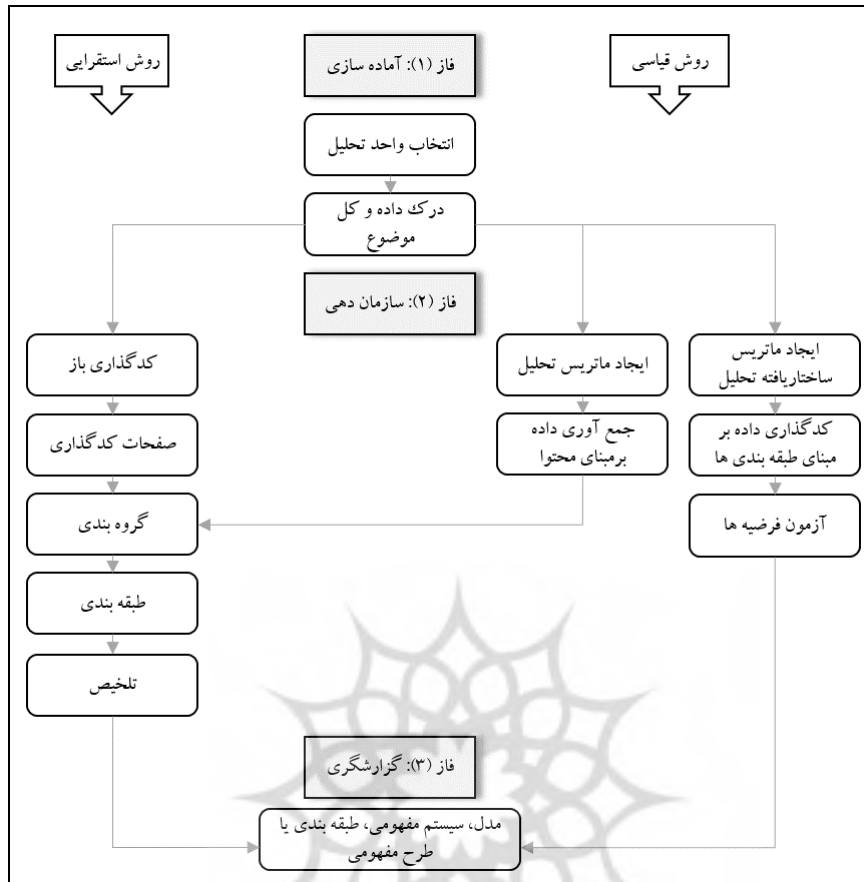 روش قیاسی
فاز (۱): آماده سازی
روش استقرایی
انتخاب واحد تحلیل
درک داده و کل
موضوع
فاز (۲): سازمان دهی
ایجاد ماتریس
ساختاریافته تحلیل
ایجاد ماتریس تحلیل
کدگذاری باز
کدگذاری داده بر
مبنای طبقه بندی ها
جمع آوری داده
برمبنای محتوا
صفحات کدگذاری
آزمون فرضیه ها
گروه بندی
طبقه بندی
تلخیص
فاز (۳): گزارشگری
مدل، سیستم مفهومی، طبقه بندی یا
طرح مفهومی